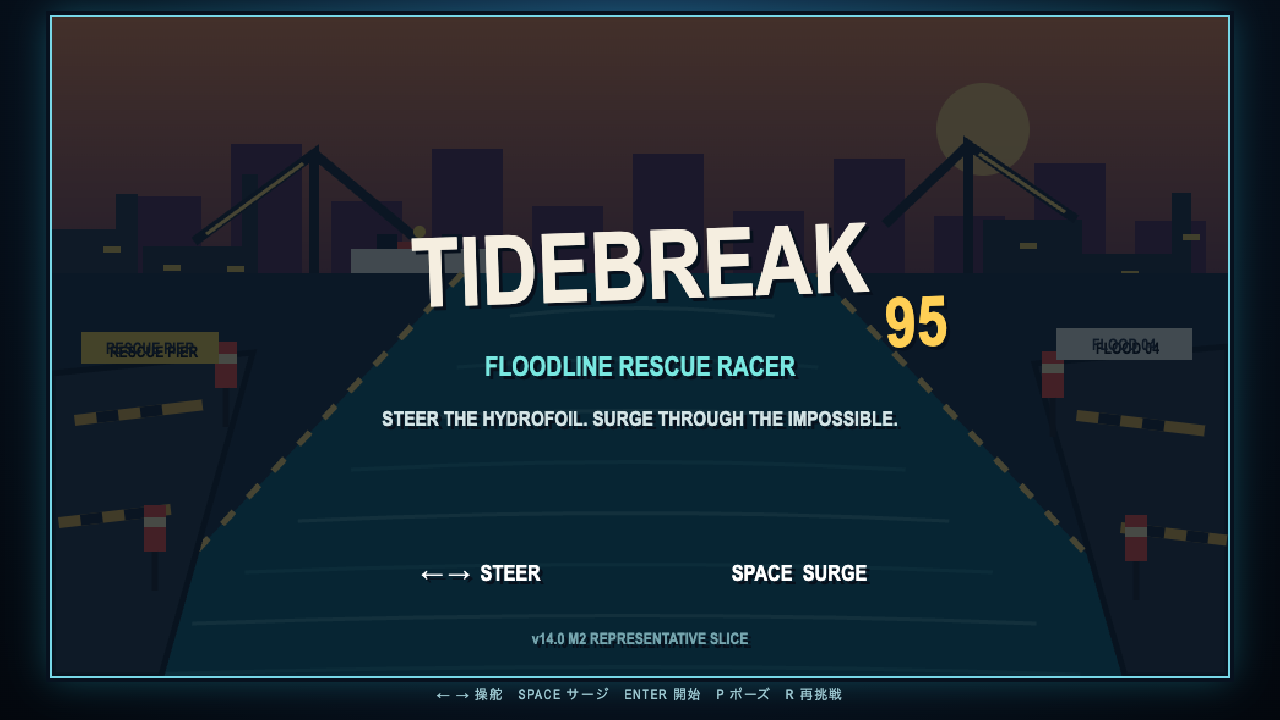 TIDEBREAK
95
RESCUE PIER
FLOOD 04
FLOODLINE RESCUE RACER
STEER THE HYDROFOIL. SURGE THROUGH THE IMPOSSIBLE.
←→ STEER
SPACE SURGE
v14.0 M2 REPRESENTATIVE SLICE
← → 操舵 SPACE サージ ENTER 開始 P ポーズ R 再挑戦